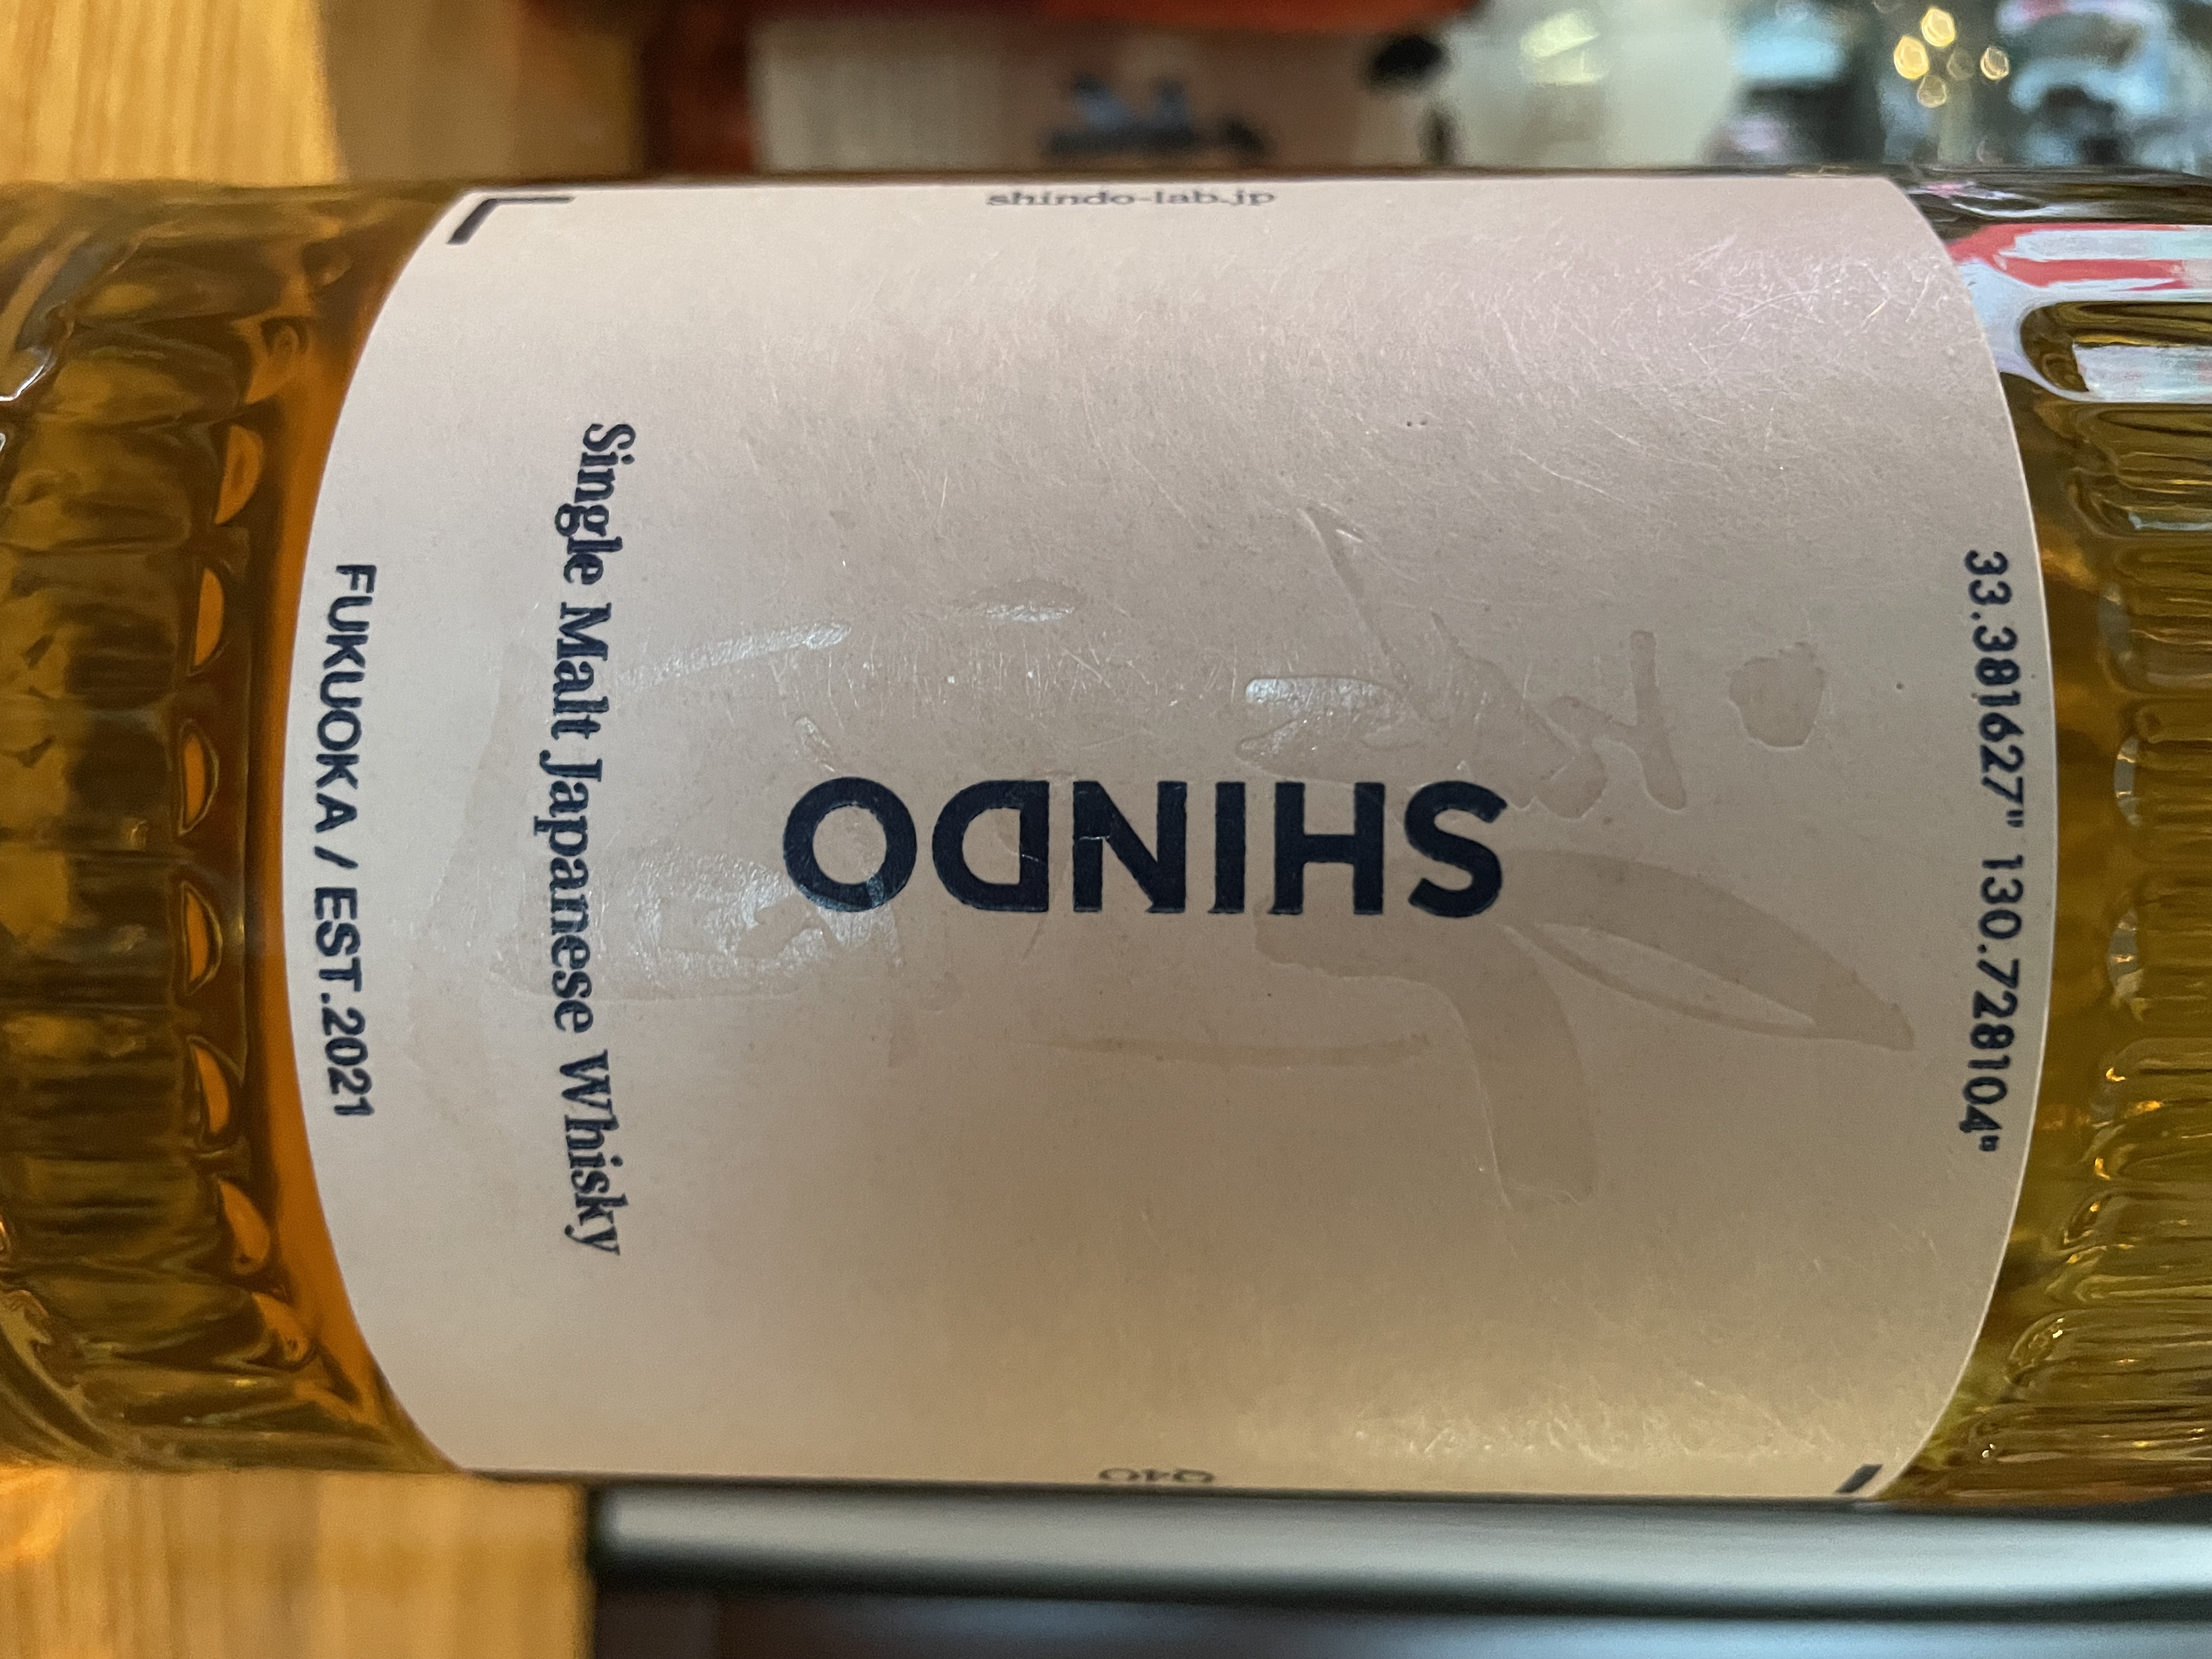 33.381627" 130.728104"
SHINDO
Single Malt Japanese Whisky
FUKUOKA / EST.2021
shindo-lab.jp